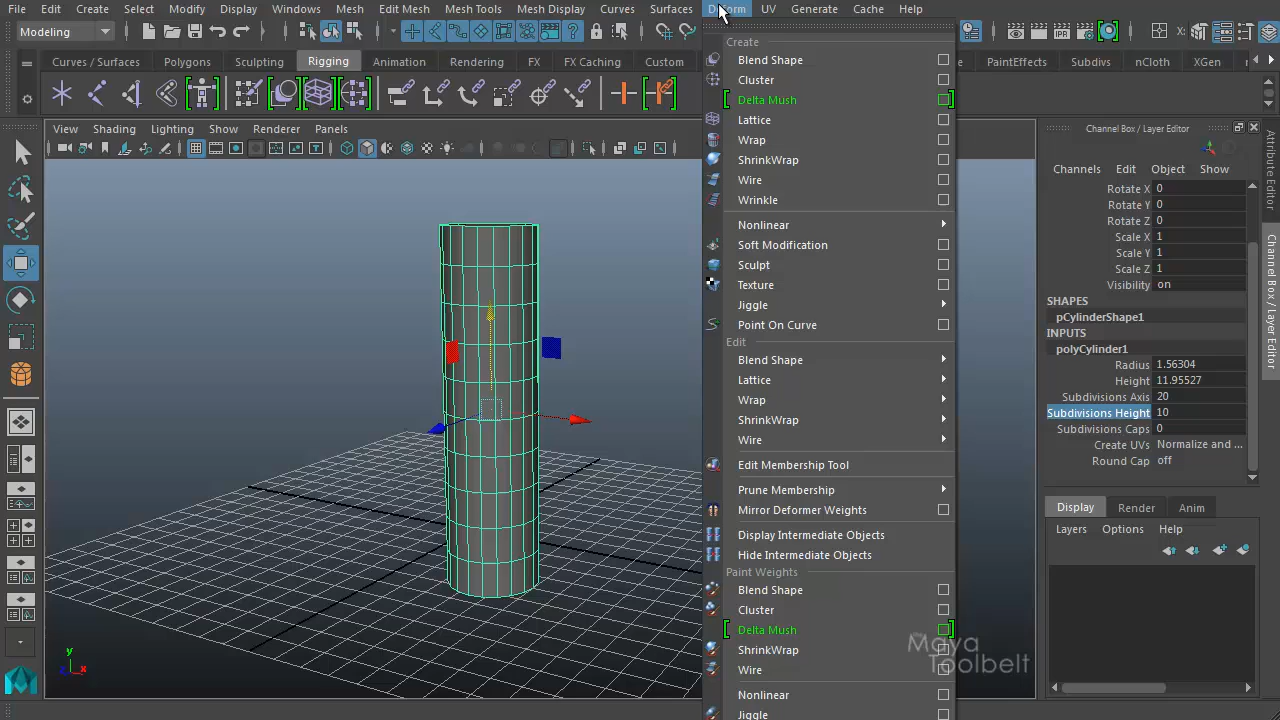 File Edit Create Select Modify Display Windows Mesh Edit Mesh Mesh Tools Mesh Display Curves Surfaces Deform UV Generate Cache Help
Modeling
Curves / Surfaces Polygons Sculpting Rigging Animation Rendering FX FX Caching Custom PaintEffects Subdivs nCloth XGen
View Shading Lighting Show Renderer Panels
Create
Blend Shape
Cluster
Delta Mush
Lattice
Wrap
ShrinkWrap
Wire
Wrinkle
Nonlinear
Soft Modification
Sculpt
Texture
Jiggle
Point On Curve
Edit
Blend Shape
Lattice
Wrap
ShrinkWrap
Wire
Edit Membership Tool
Prune Membership
Mirror Deformer Weights
Display Intermediate Objects
Hide Intermediate Objects
Paint Weights
Blend Shape
Cluster
Delta Mush
ShrinkWrap
Wire
Nonlinear
Jiggle
Channel Box / Layer Editor
Channels Edit Object Show
Rotate X 0
Rotate Y 0
Rotate Z 0
Scale X 1
Scale Y 1
Scale Z 1
Visibility on
SHAPES
pCylinderShape1
INPUTS
polyCylinder1
Radius 1.56304
Height 11.95527
Subdivisions Axis 20
Subdivisions Height 10
Subdivisions Caps 0
Create UVs Normalize and ...
Round Cap off
Display Render Anim
Layers Options Help
Attribute Editor
Channel Box / Layer Editor
y
z x
Maya
Toolbelt